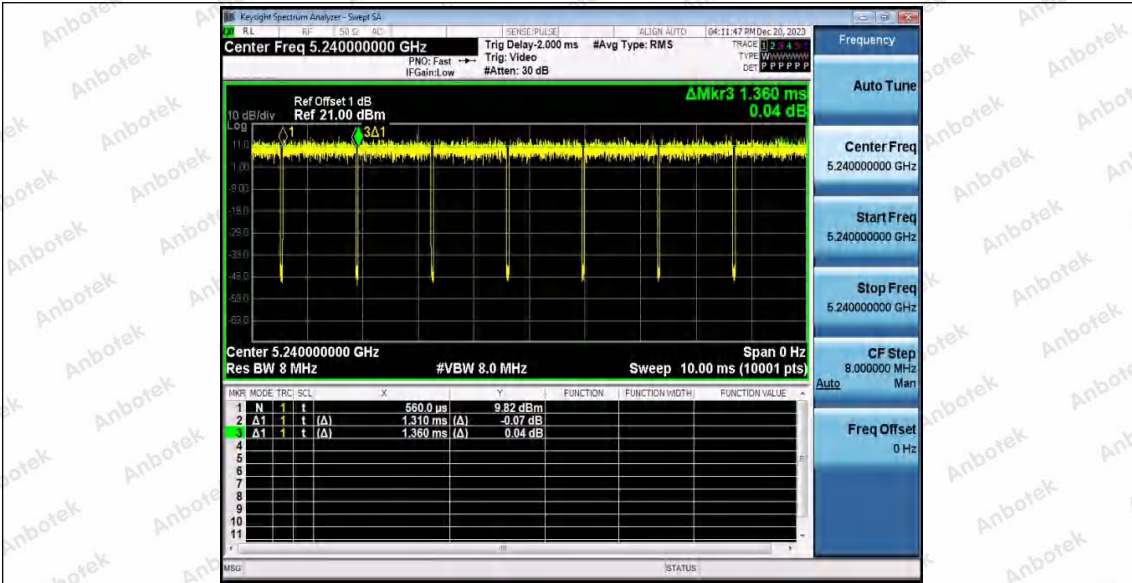 Keysight Spectrum Analyzer - Swept SA
RL RF 50 Ω AC SENSE:PULSE ALIGN AUTO 04:11:47 PM Dec 20, 2023
Center Freq 5.240000000 GHz
PNO: Fast
IFGain:Low
Trig Delay-2.000 ms
Trig: Video
#Atten: 30 dB
#Avg Type: RMS
TRACE 1 2 3 4 5 6
TYPE WWWWWW
DET P P P P P P
ΔMkr3 1.360 ms
0.04 dB
10 dB/div
Log
Ref Offset 1 dB
Ref 21.00 dBm
1
3Δ1
11.0
1.00
-9.00
-19.0
-29.0
-39.0
-49.0
-59.0
-69.0
Center 5.240000000 GHz Span 0 Hz
Res BW 8 MHz #VBW 8.0 MHz Sweep 10.00 ms (10001 pts)
MKR MODE TRC SCL X Y FUNCTION FUNCTION WIDTH FUNCTION VALUE
1 N 1 t 560.0 µs 9.82 dBm
2 Δ1 1 t (Δ) 1.310 ms (Δ) -0.07 dB
3 Δ1 1 t (Δ) 1.360 ms (Δ) 0.04 dB
4
5
6
7
8
9
10
11
MSG STATUS
Frequency
Auto Tune
Center Freq
5.240000000 GHz
Start Freq
5.240000000 GHz
Stop Freq
5.240000000 GHz
CF Step
8.000000 MHz
Auto Man
Freq Offset
0 Hz
Anbotek